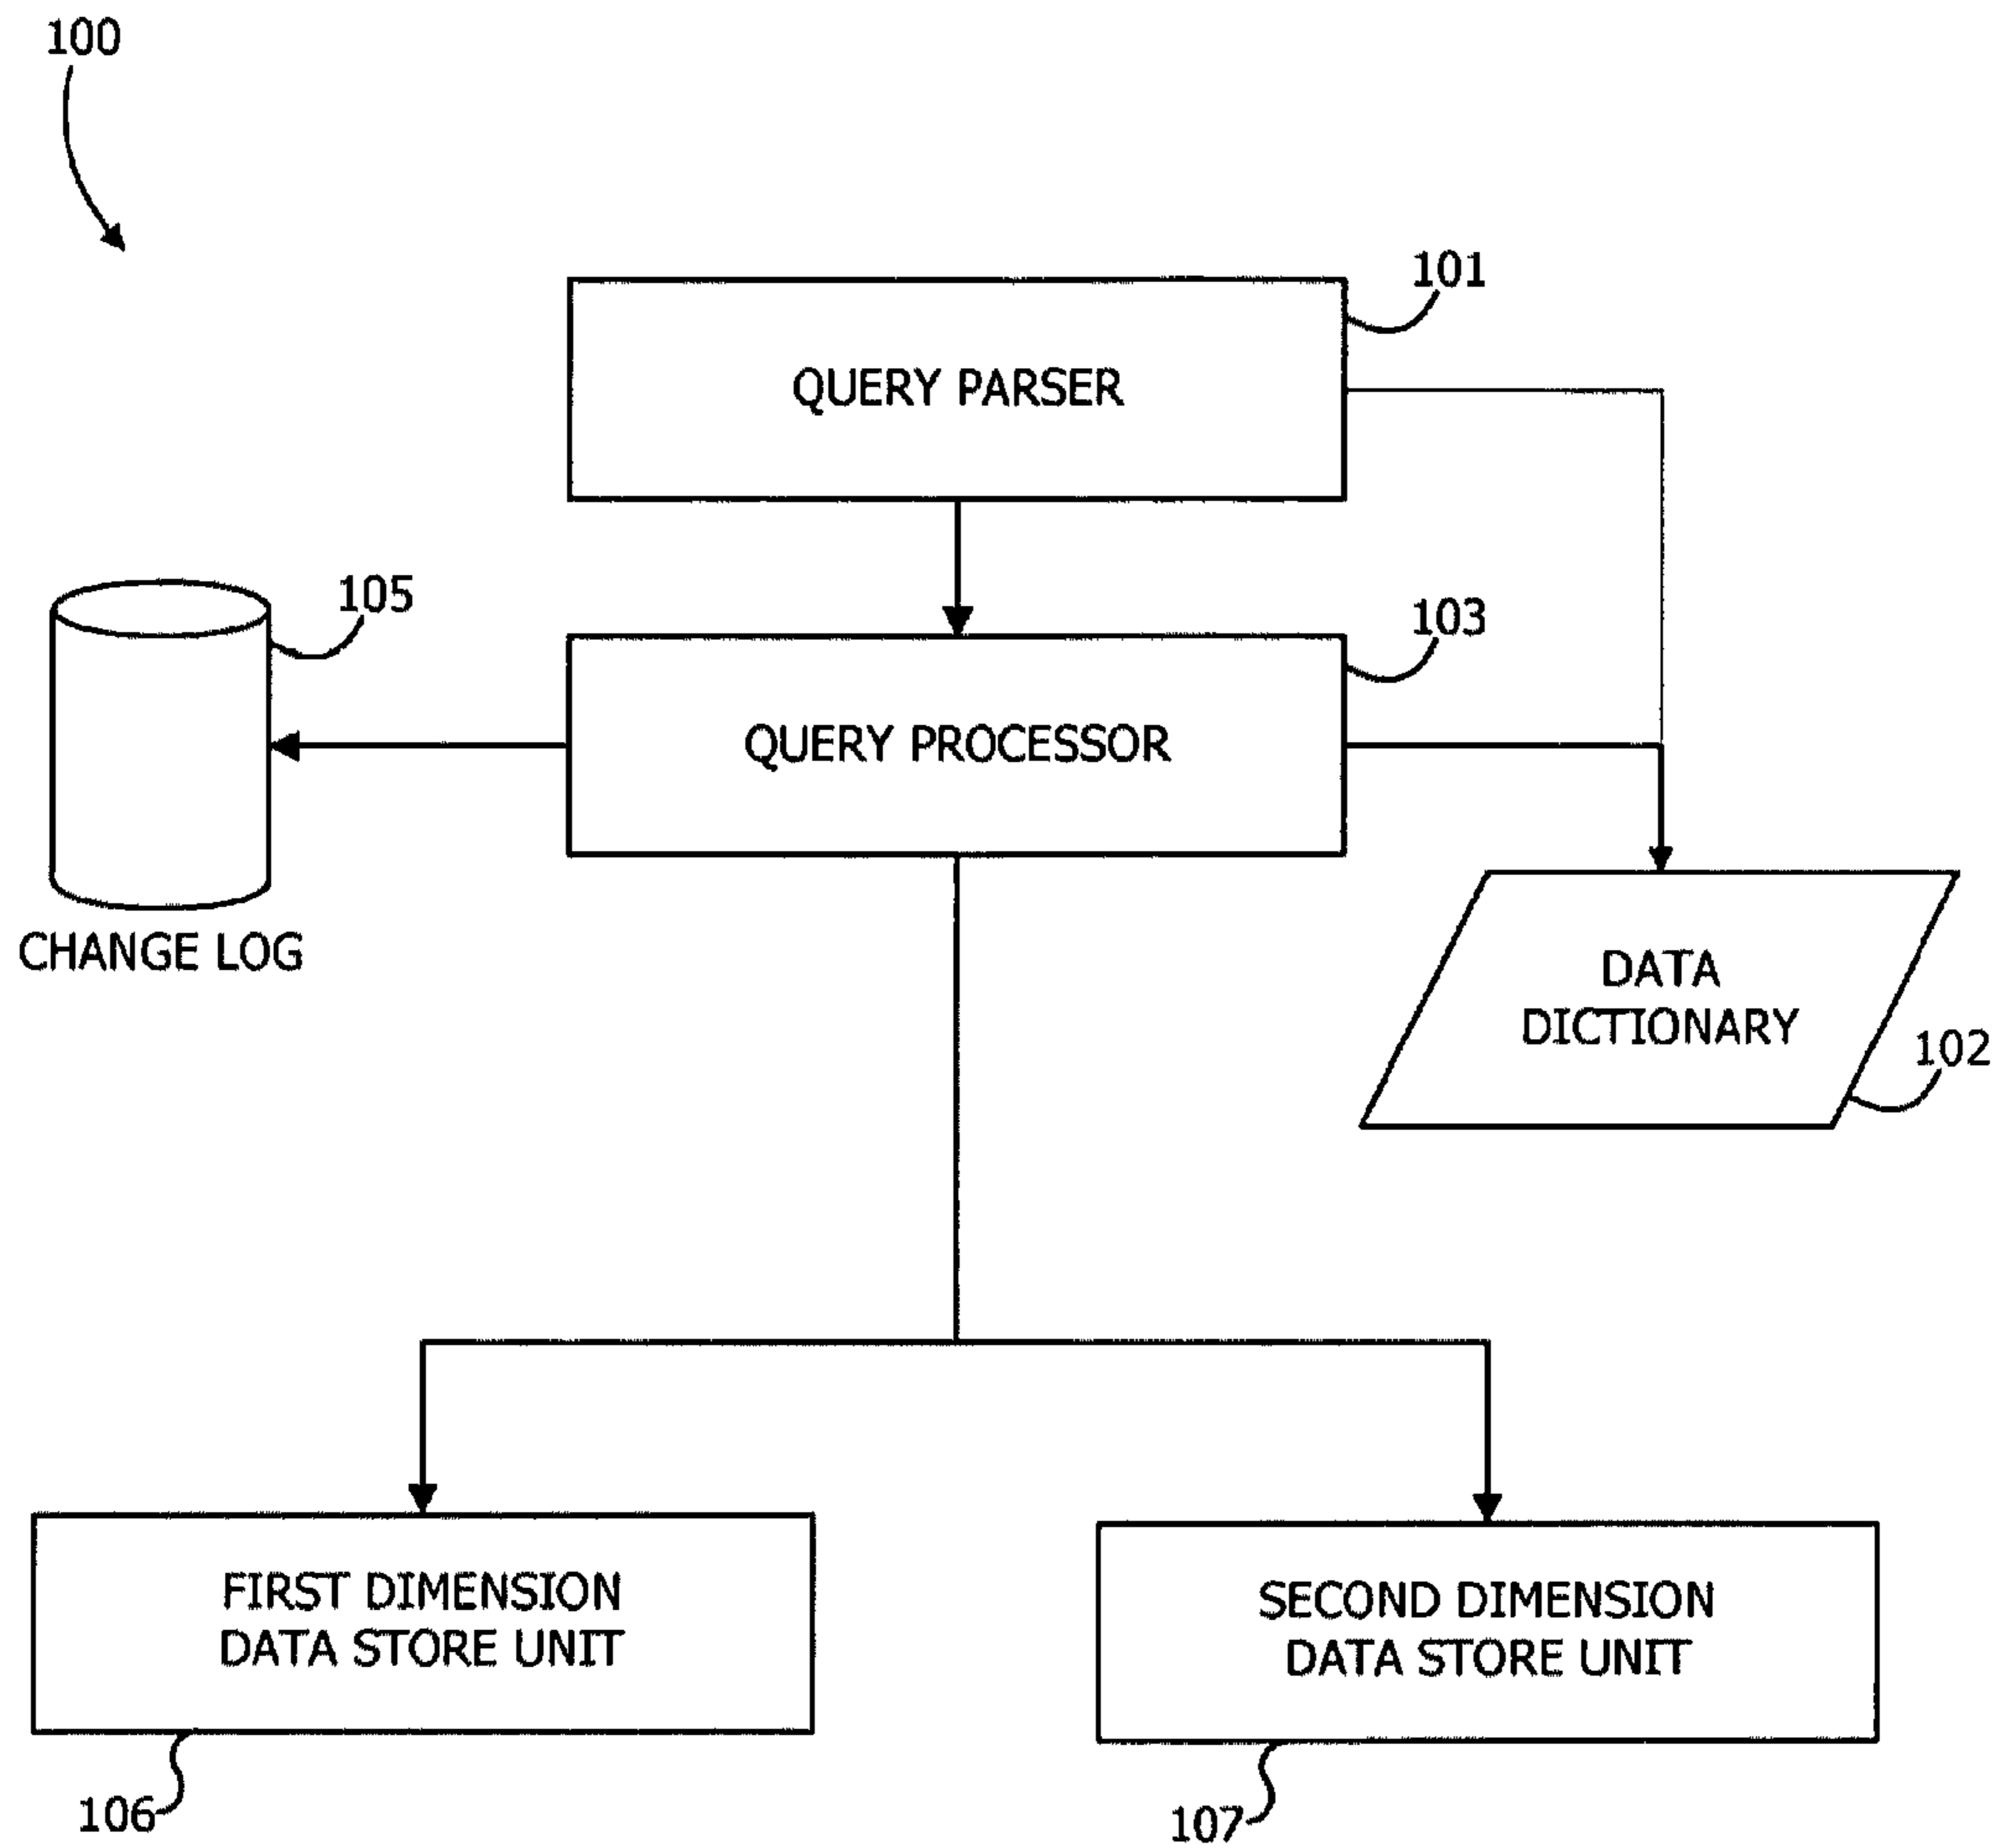 100
101
QUERY PARSER
105
103
QUERY PROCESSOR
CHANGE LOG
DATA
DICTIONARY
102
FIRST DIMENSION
DATA STORE UNIT
SECOND DIMENSION
DATA STORE UNIT
106
107